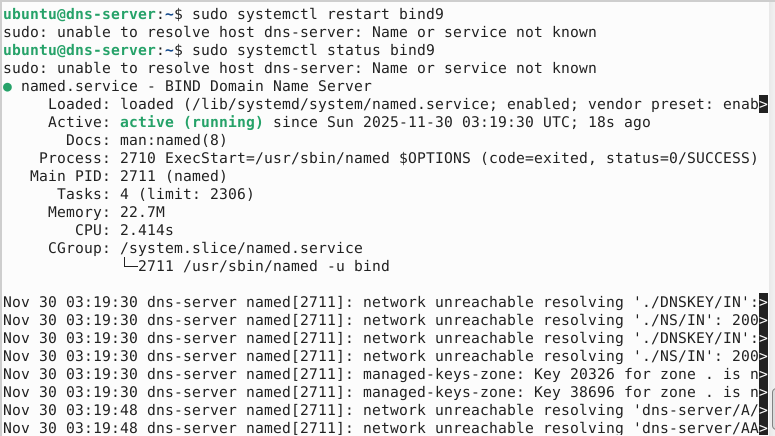 ubuntu@dns-server:~$ sudo systemctl restart bind9
sudo: unable to resolve host dns-server: Name or service not known
ubuntu@dns-server:~$ sudo systemctl status bind9
sudo: unable to resolve host dns-server: Name or service not known
● named.service - BIND Domain Name Server
     Loaded: loaded (/lib/systemd/system/named.service; enabled; vendor preset: enab>
     Active: active (running) since Sun 2025-11-30 03:19:30 UTC; 18s ago
       Docs: man:named(8)
    Process: 2710 ExecStart=/usr/sbin/named $OPTIONS (code=exited, status=0/SUCCESS)
   Main PID: 2711 (named)
      Tasks: 4 (limit: 2306)
     Memory: 22.7M
        CPU: 2.414s
     CGroup: /system.slice/named.service
             └─2711 /usr/sbin/named -u bind
Nov 30 03:19:30 dns-server named[2711]: network unreachable resolving './DNSKEY/IN':>
Nov 30 03:19:30 dns-server named[2711]: network unreachable resolving './NS/IN': 200>
Nov 30 03:19:30 dns-server named[2711]: network unreachable resolving './DNSKEY/IN':>
Nov 30 03:19:30 dns-server named[2711]: network unreachable resolving './NS/IN': 200>
Nov 30 03:19:30 dns-server named[2711]: managed-keys-zone: Key 20326 for zone . is n>
Nov 30 03:19:30 dns-server named[2711]: managed-keys-zone: Key 38696 for zone . is n>
Nov 30 03:19:48 dns-server named[2711]: network unreachable resolving 'dns-server/A/>
Nov 30 03:19:48 dns-server named[2711]: network unreachable resolving 'dns-server/AA>